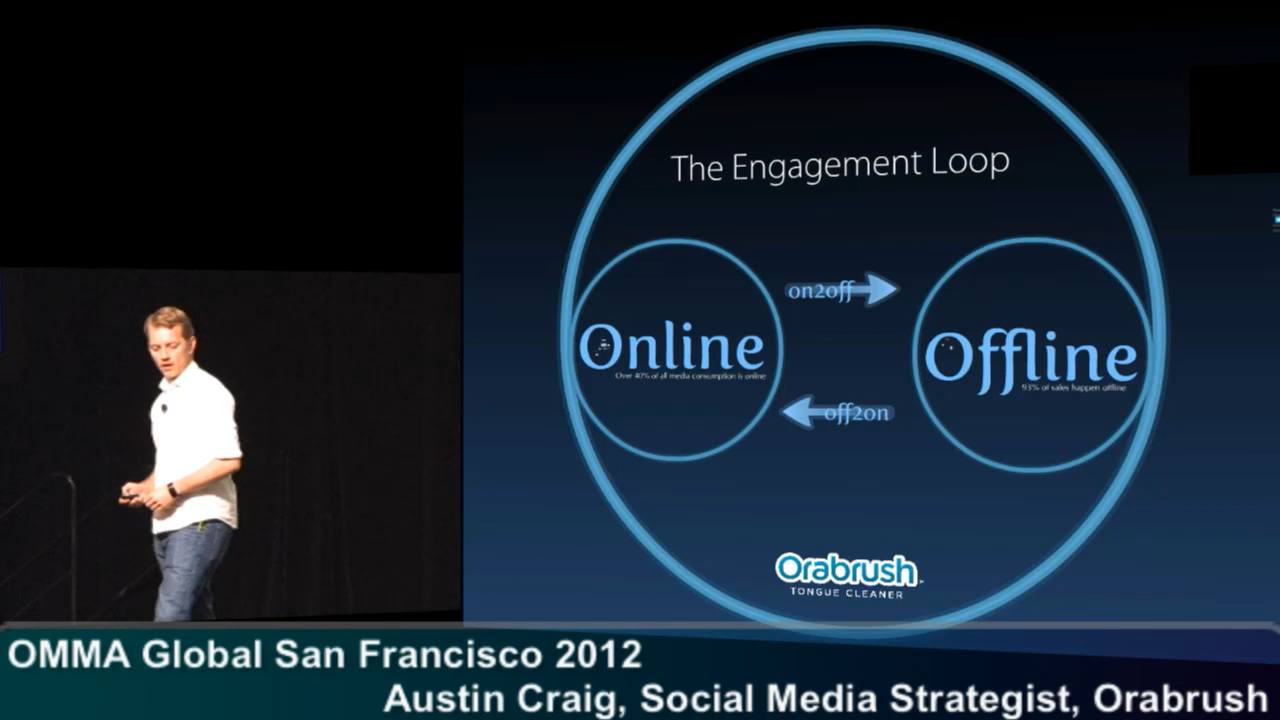 The Engagement Loop
on2off
Online
Over 40% of all media consumption is online
Offline
93% of sales happen offline
off2on
Orabrush
TONGUE CLEANER
OMMA Global San Francisco 2012
Austin Craig, Social Media Strategist, Orabrush